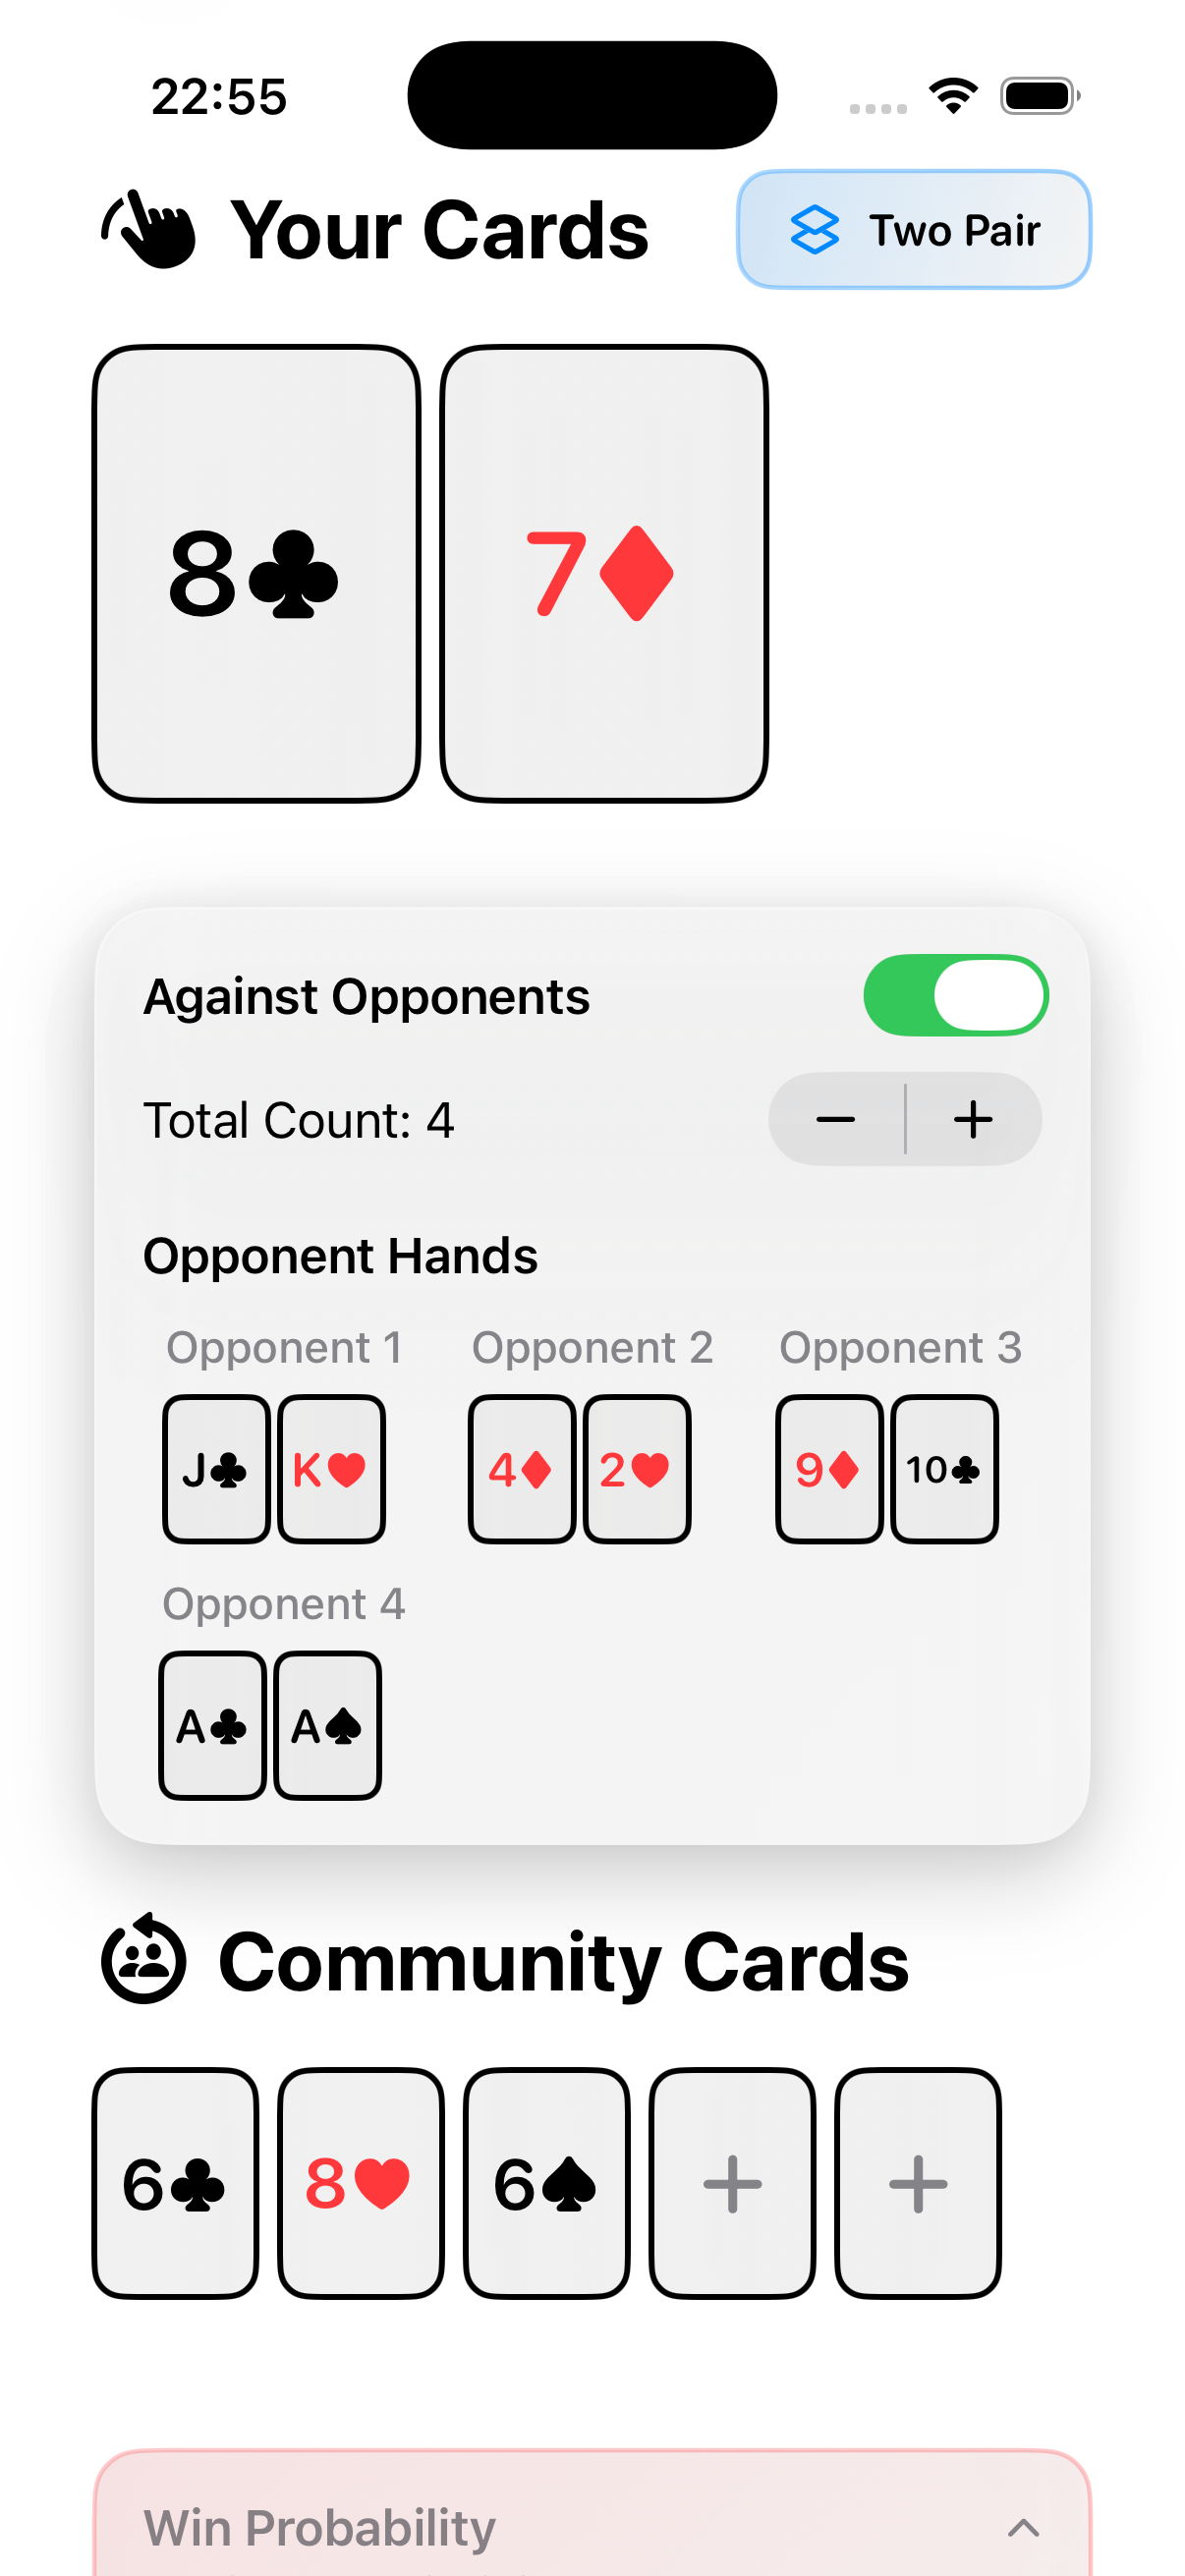 22:55
Your Cards
Two Pair
8♣ 7♦
Against Opponents
Total Count: 4
Opponent Hands
Opponent 1 Opponent 2 Opponent 3
J♣ K♥ 4♦ 2♥ 9♦ 10♣
Opponent 4
A♣ A♠
Community Cards
6♣ 8♥ 6♠ + +
Win Probability